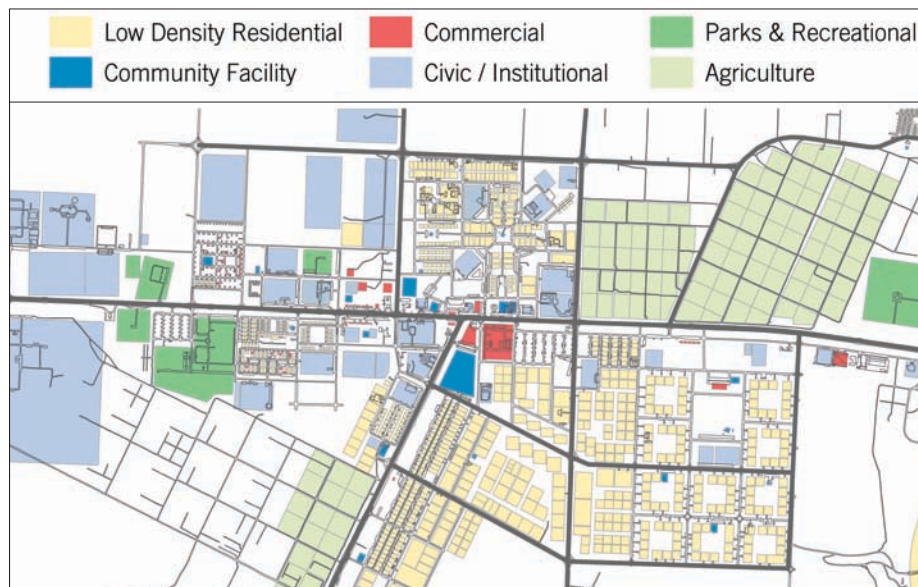 Low Density Residential Commercial Parks & Recreational
Community Facility Civic / Institutional Agriculture